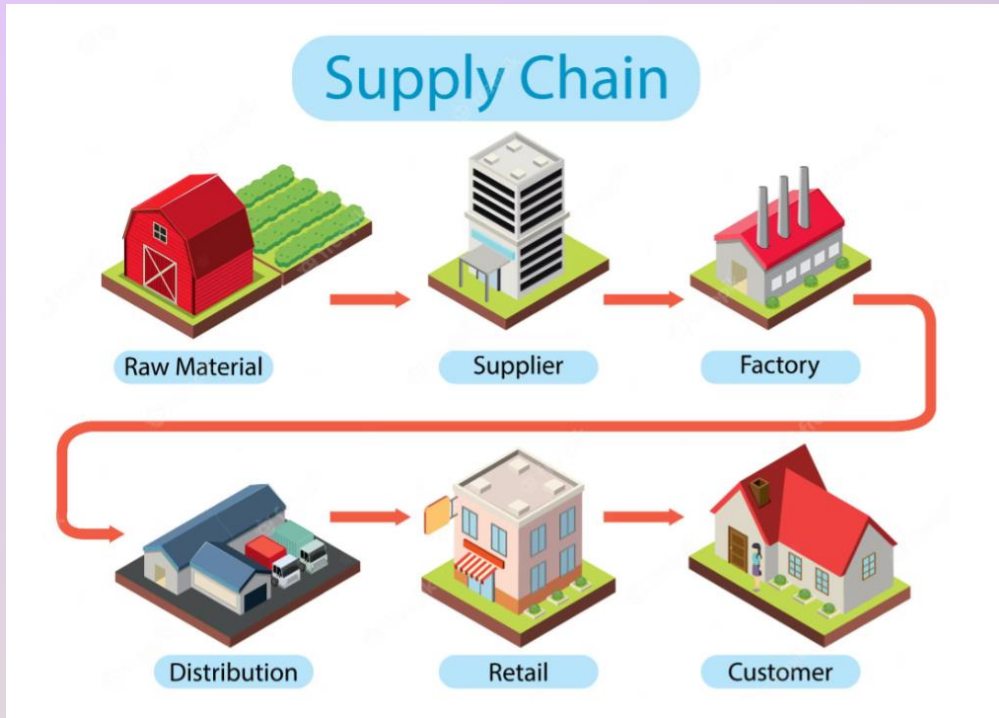 Supply Chain
Raw Material
Supplier
Factory
Distribution
Retail
Customer